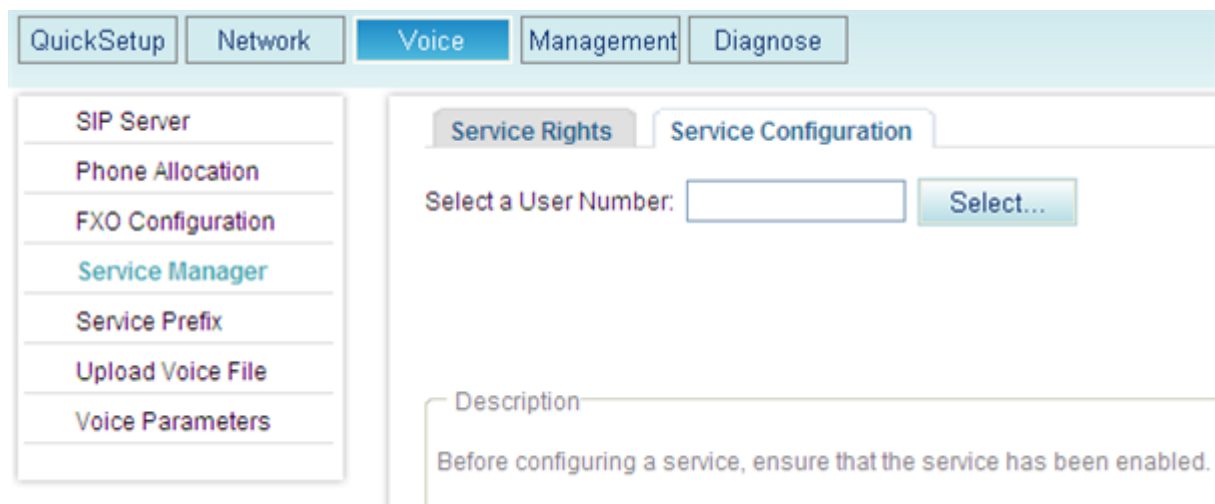 QuickSetup Network Voice Management Diagnose
SIP Server
Phone Allocation
FXO Configuration
Service Manager
Service Prefix
Upload Voice File
Voice Parameters
Service Rights Service Configuration
Select a User Number: Select...
Description
Before configuring a service, ensure that the service has been enabled.